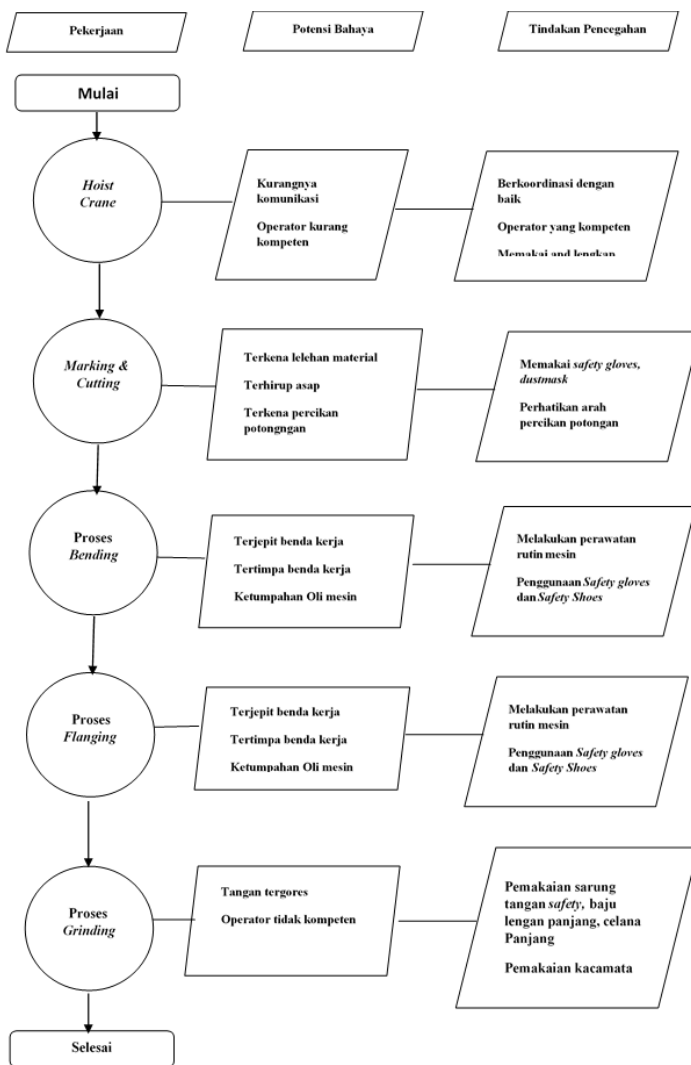 Pekerjaan
Potensi Bahaya
Tindakan Pencegahan
Mulai
Hoist
Crane
Kurangnya
komunikasi
Operator kurang
kompeten
Berkoordinasi dengan
baik
Operator yang kompeten
Memakai apd lengkap
Marking &
Cutting
Terkena lelehan material
Terhirup asap
Terkena percikan
potongngan
Memakai safety gloves,
dustmask
Perhatikan arah
percikan potongan
Proses
Bending
Terjepit benda kerja
Tertimpa benda kerja
Ketumpahan Oli mesin
Melakukan perawatan
rutin mesin
Penggunaan Safety gloves
dan Safety Shoes
Proses
Flanging
Terjepit benda kerja
Tertimpa benda kerja
Ketumpahan Oli mesin
Melakukan perawatan
rutin mesin
Penggunaan Safety gloves
dan Safety Shoes
Proses
Grinding
Tangan tergores
Operator tidak kompeten
Pemakaian sarung
tangan safety, baju
lengan panjang, celana
Panjang
Pemakaian kacamata
Selesai